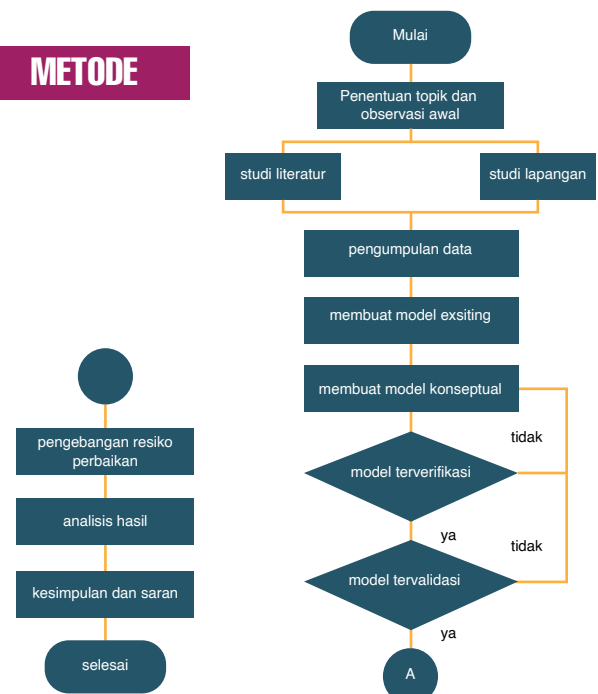 METODE
Mulai
Penentuan topik dan
observasi awal
studi literatur
studi lapangan
pengumpulan data
membuat model exsiting
membuat model konseptual
tidak
model terverifikasi
ya
tidak
model tervalidasi
ya
A
pengebangan resiko
perbaikan
analisis hasil
kesimpulan dan saran
selesai